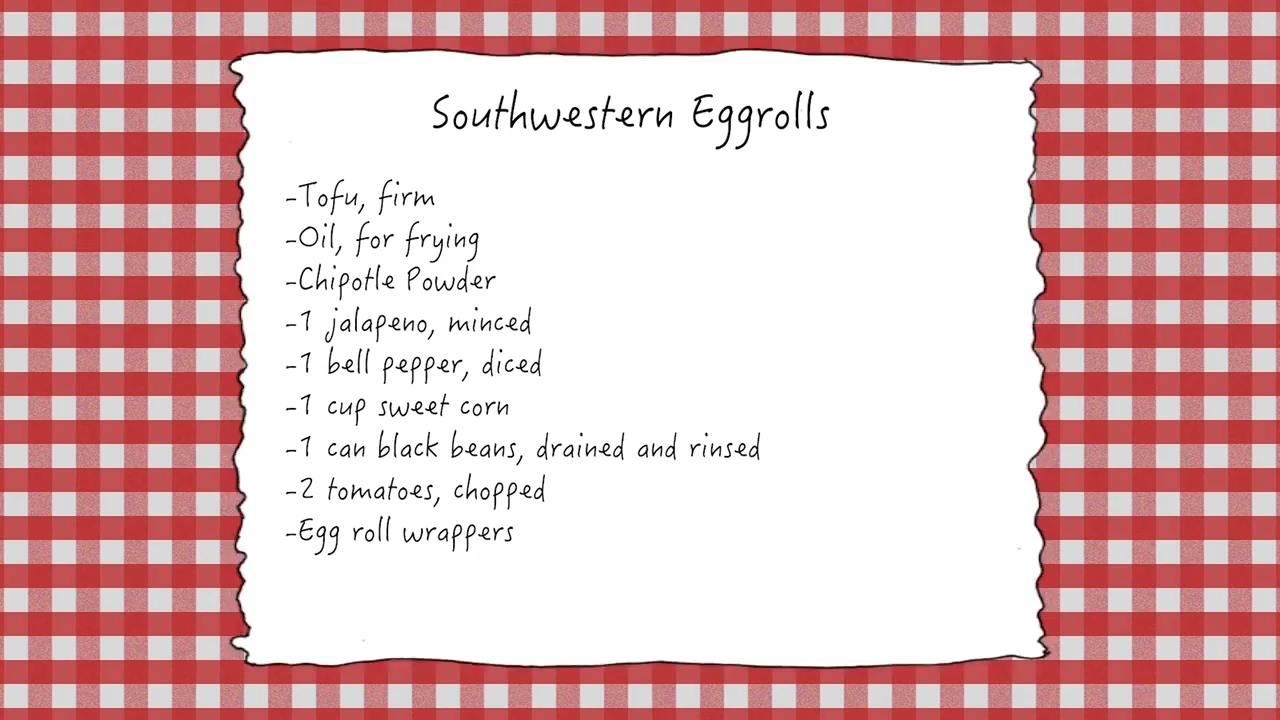 Southwestern Eggrolls
-Tofu, firm
-Oil, for frying
-Chipotle Powder
-1 jalapeno, minced
-1 bell pepper, diced
-1 cup sweet corn
-1 can black beans, drained and rinsed
-2 tomatoes, chopped
-Egg roll wrappers